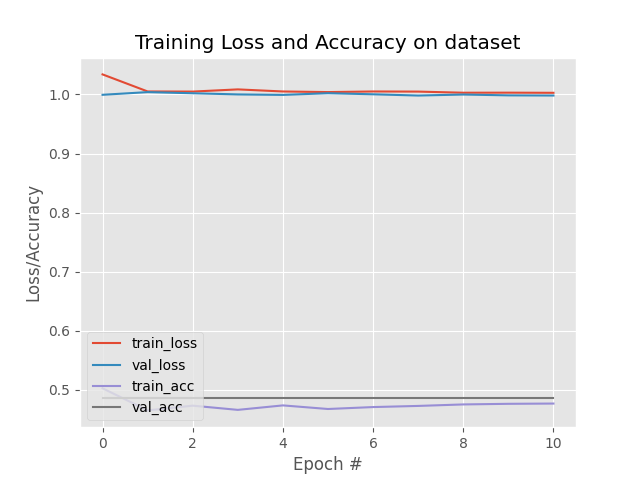 Training Loss and Accuracy on dataset
1.0
0.9
0.8
0.7
0.6
0.5
Loss/Accuracy
train_loss
val_loss
train_acc
val_acc
0 2 4 6 8 10
Epoch #